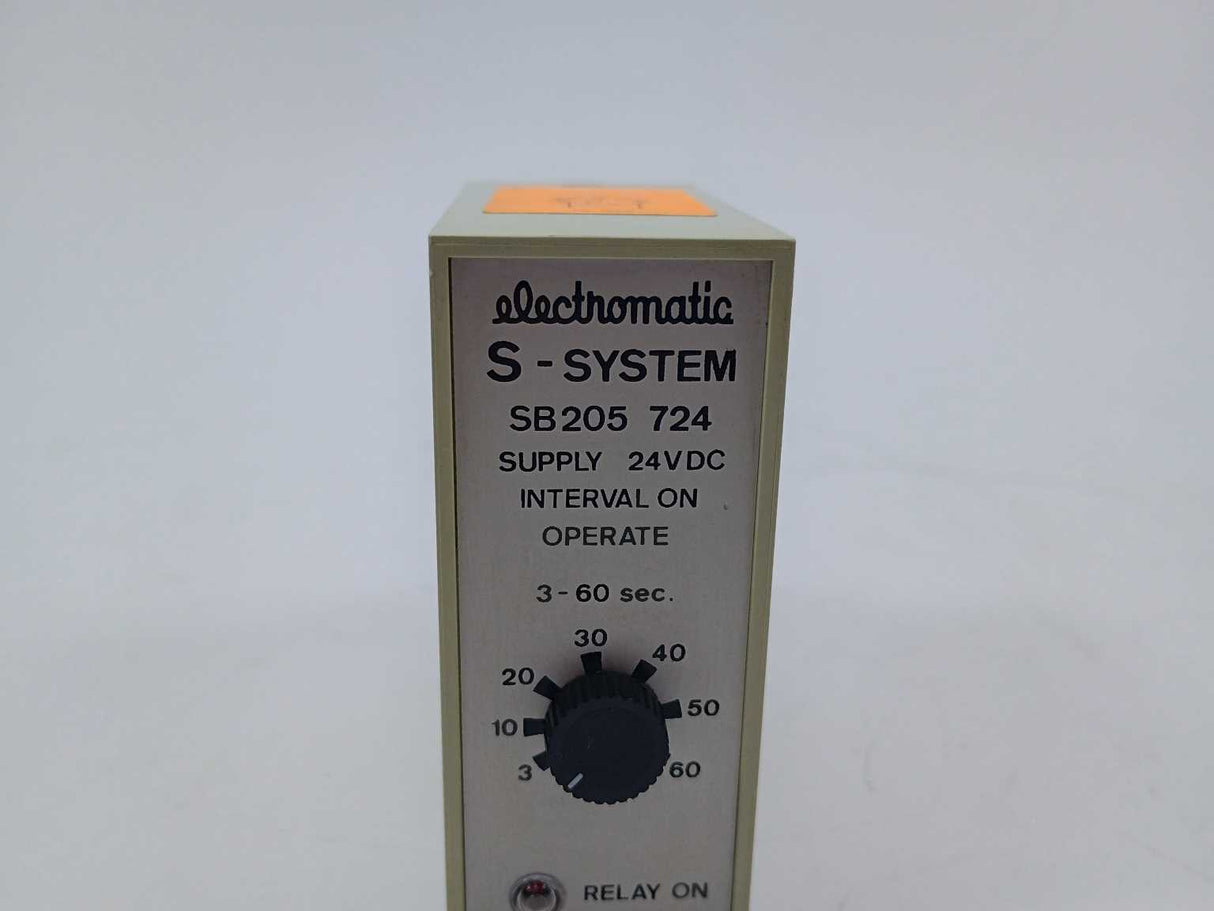 electromatic
S - SYSTEM
SB205 724
SUPPLY 24VDC
INTERVAL ON
OPERATE
3 - 60 sec.
30
40
20
50
10
3
60
RELAY ON